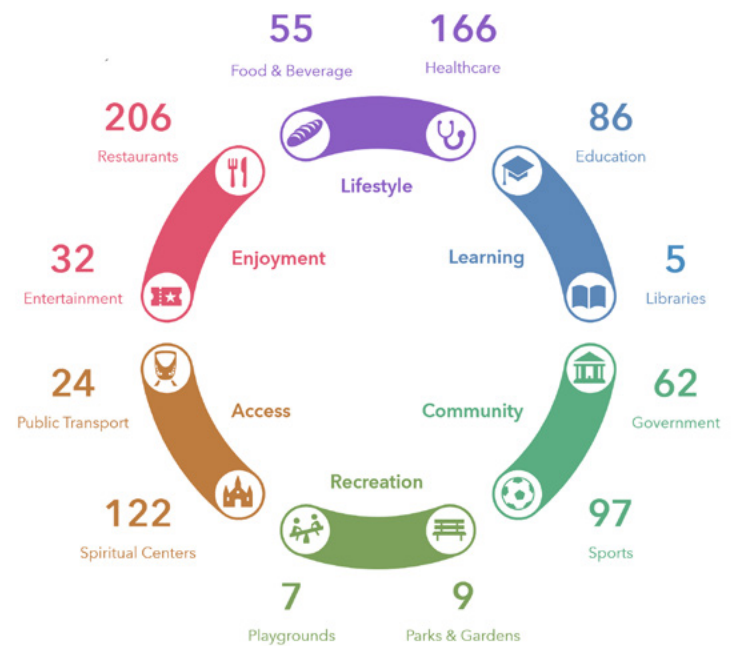 55
Food & Beverage
166
Healthcare
206
Restaurants
86
Education
Lifestyle
Enjoyment
Learning
32
Entertainment
5
Libraries
24
Public Transport
Access
Community
62
Government
Recreation
122
Spiritual Centers
97
Sports
7
Playgrounds
9
Parks & Gardens